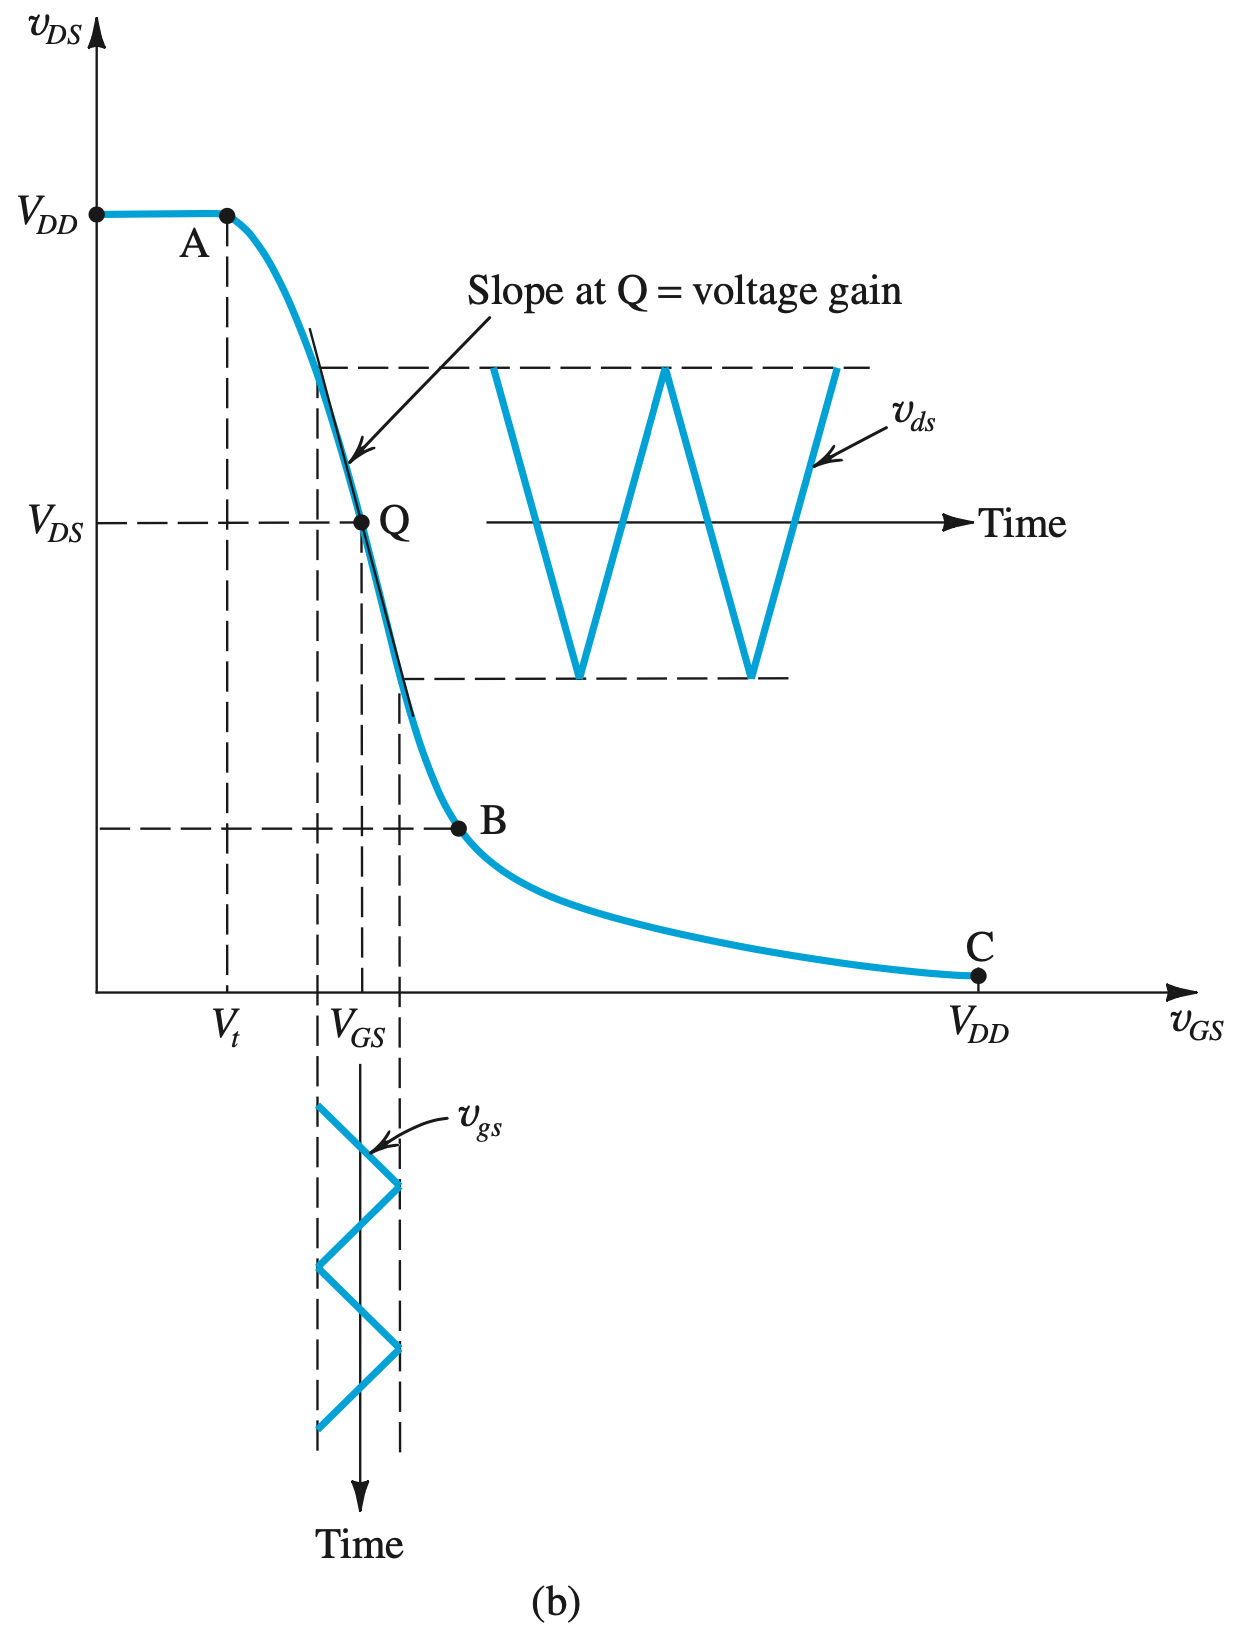 v_DS
V_DD
A
Slope at Q = voltage gain
v_ds
V_DS
Q
Time
B
C
V_t
V_GS
V_DD
v_GS
v_gs
Time
(b)